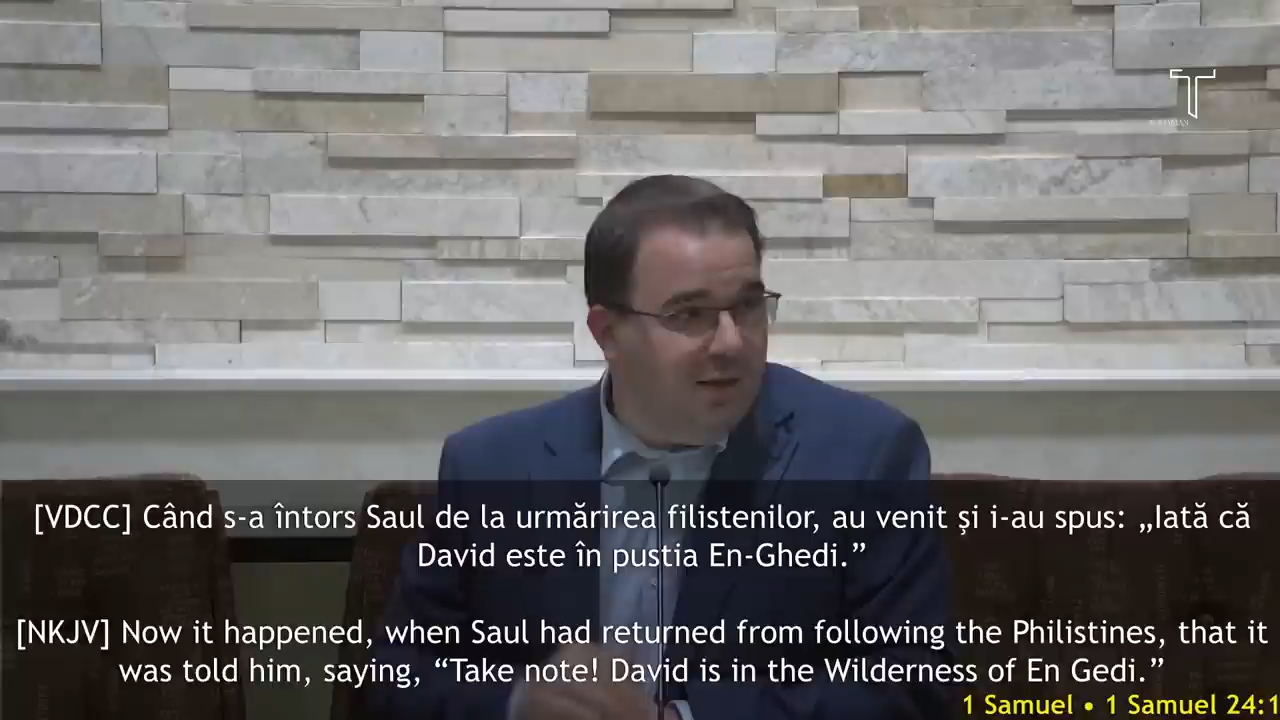 [VDCC] Când s-a întors Saul de la urmărirea filistenilor, au venit şi i-au spus: „Iată că
David este în pustia En-Ghedi.”
[NKJV] Now it happened, when Saul had returned from following the Philistines, that it
was told him, saying, “Take note! David is in the Wilderness of En Gedi.”
1 Samuel • 1 Samuel 24:1